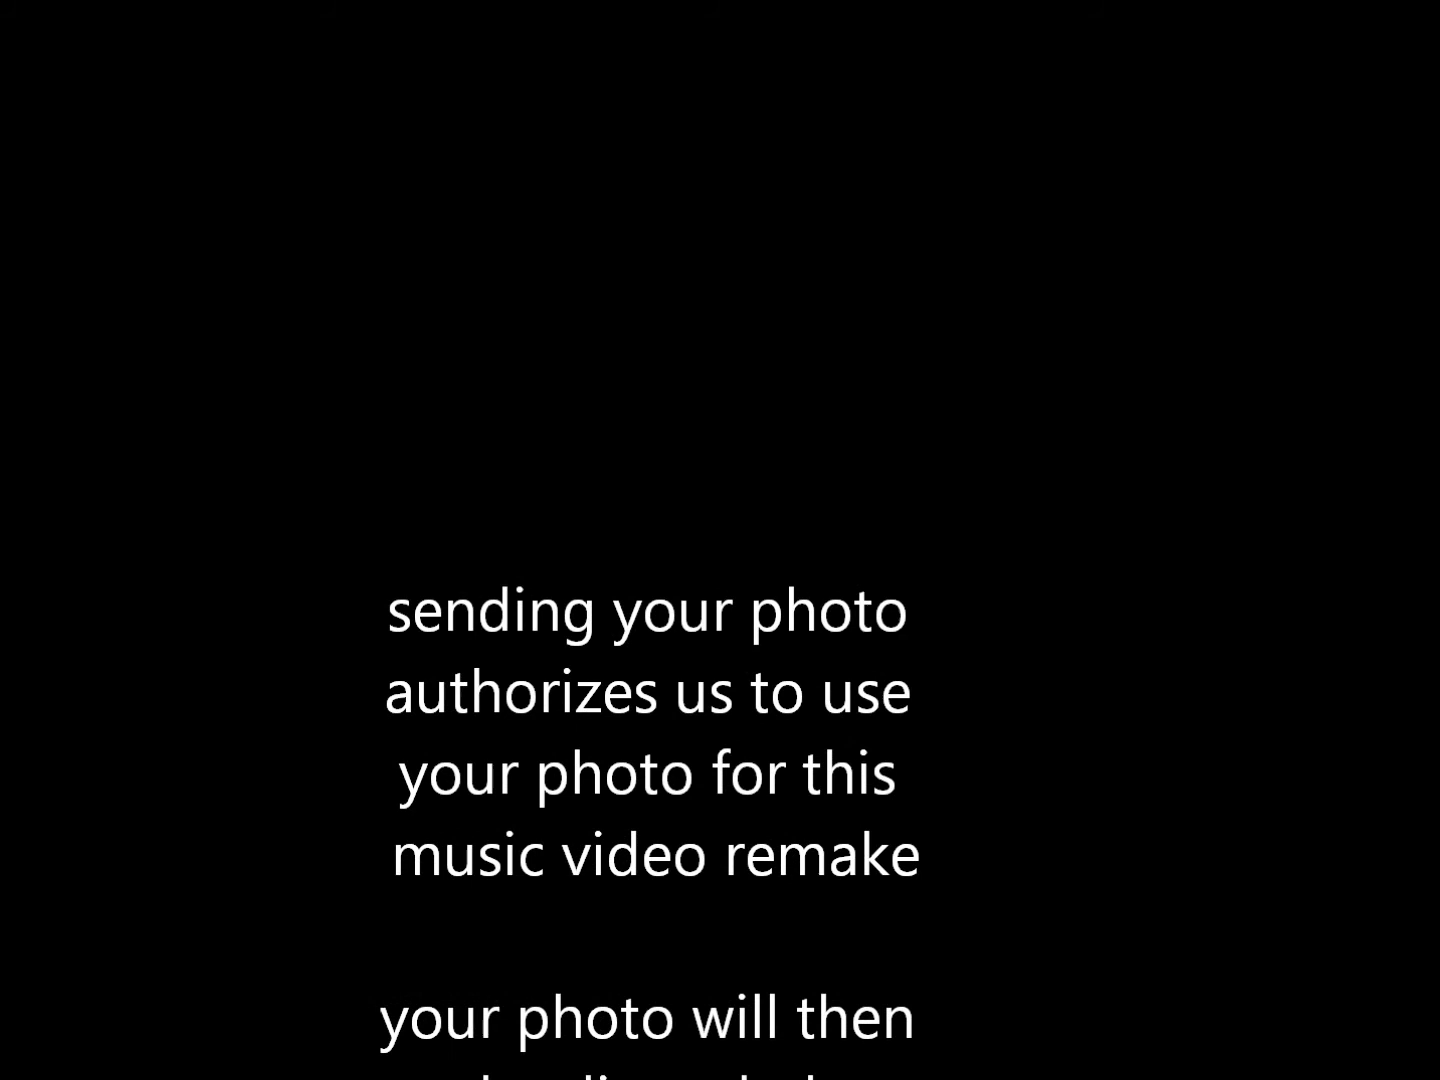 sending your photo
authorizes us to use
your photo for this
music video remake
your photo will then